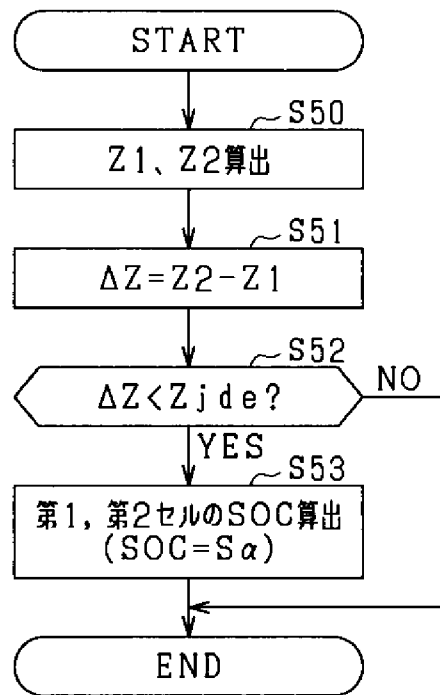 START
S50
Z1、Z2算出
S51
ΔZ=Z2-Z1
S52
ΔZ<Zjde?
NO
YES
S53
第1,第2セルのSOC算出
(SOC=Sα)
END